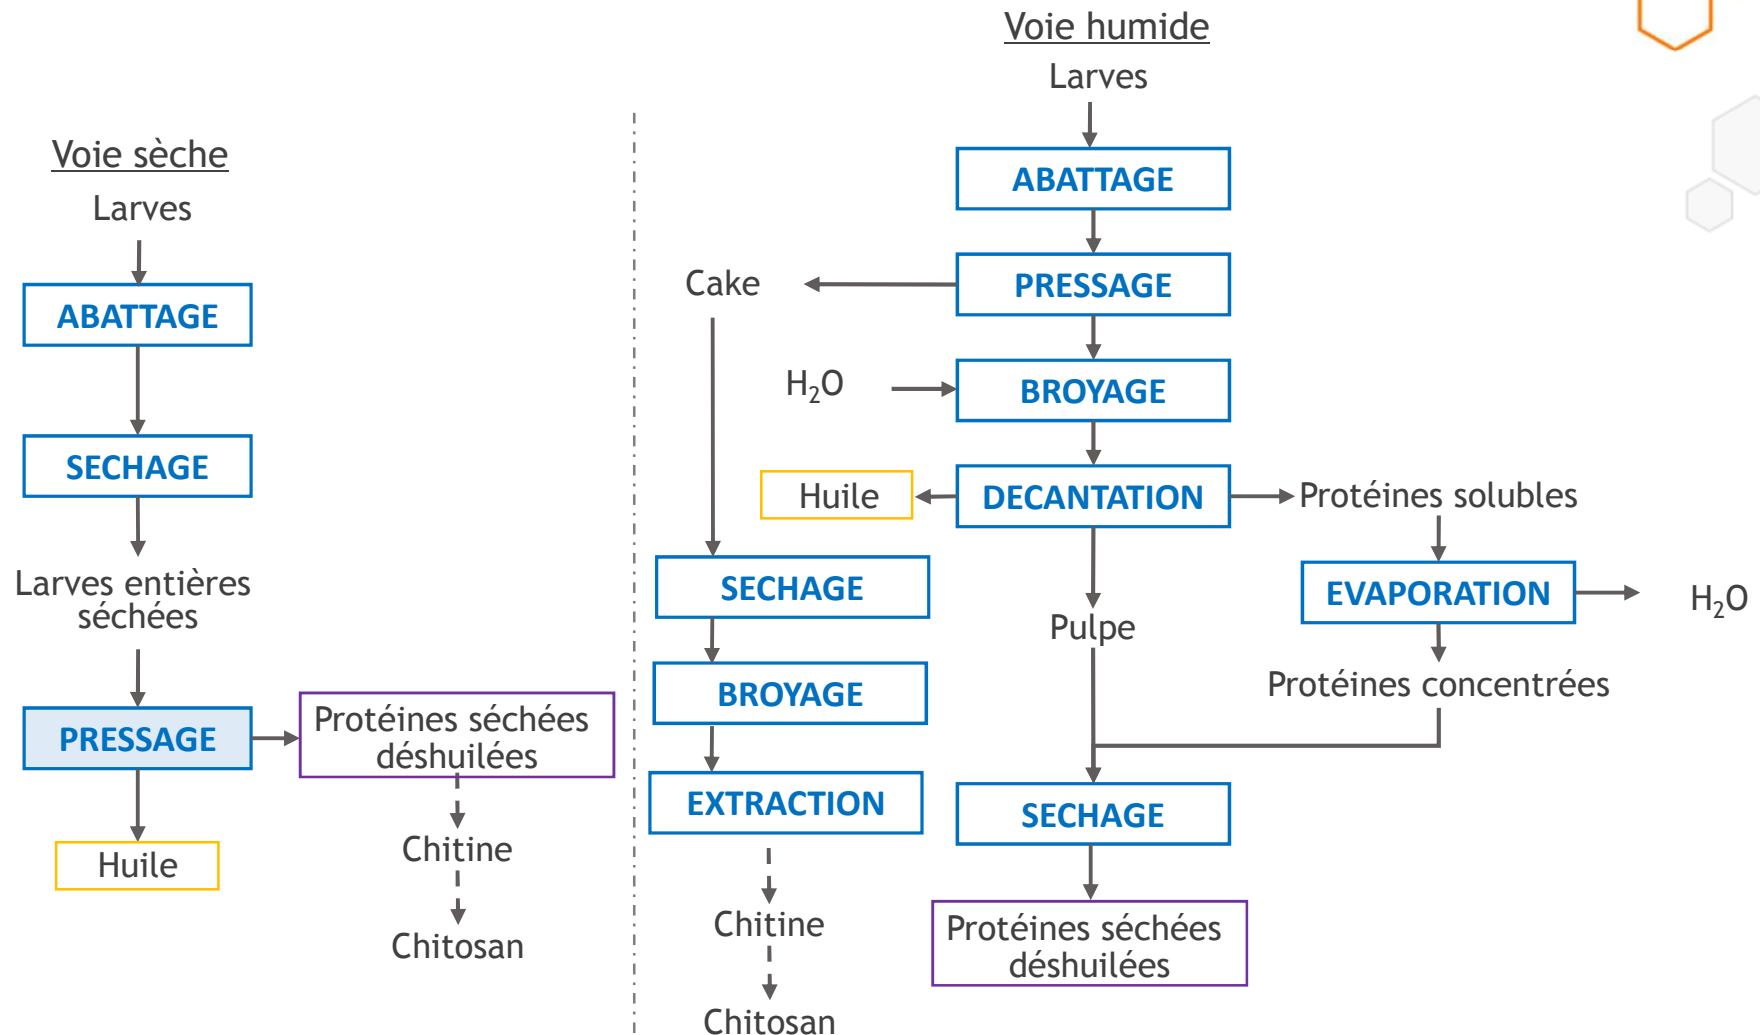 Voie sèche
Larves
ABATTAGE
SECHAGE
Larves entières
séchées
PRESSAGE
Protéines séchées
déshuilées
Huile
Chitine
Chitosan
Voie humide
Larves
ABATTAGE
PRESSAGE
Cake
H₂O
BROYAGE
Huile
DECANTATION
Protéines solubles
SECHAGE
EVAPORATION
H₂O
Pulpe
BROYAGE
Protéines concentrées
EXTRACTION
SECHAGE
Chitine
Chitosan
Protéines séchées
déshuilées